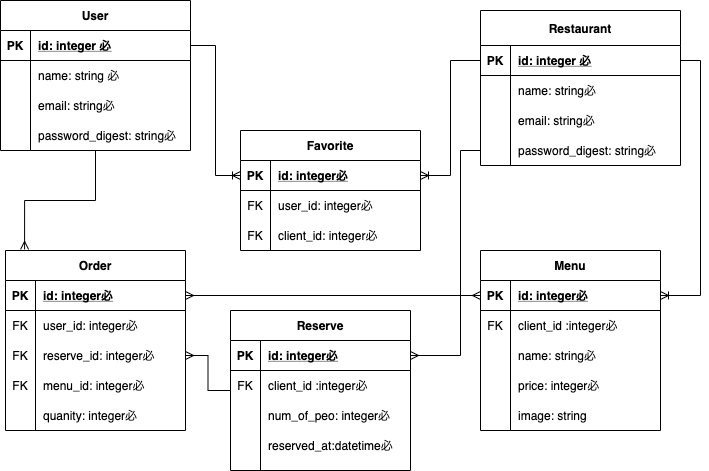 User
PK id: integer 必
name: string 必
email: string必
password_digest: string必
Restaurant
PK id: integer 必
name: string必
email: string必
password_digest: string必
Favorite
PK id: integer必
FK user_id: integer必
FK client_id: integer必
Order
PK id: integer必
FK user_id: integer必
FK reserve_id: integer必
FK menu_id: integer必
quanity: integer必
Reserve
PK id: integer必
FK client_id :integer必
num_of_peo: integer必
reserved_at:datetime必
Menu
PK id: integer必
FK client_id :integer必
name: string必
price: integer必
image: string